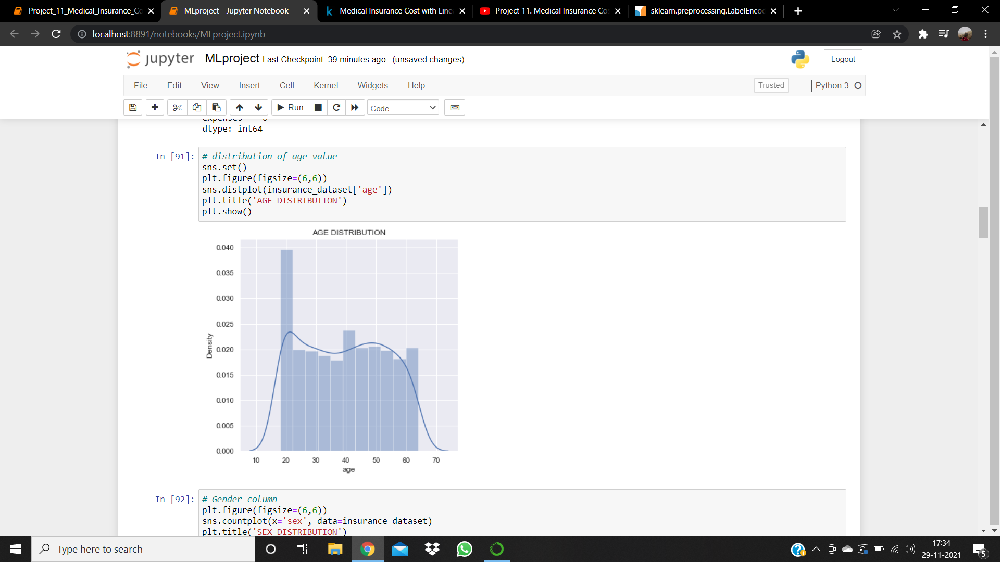 Project_11_Medical_Insurance_Co
MLproject - Jupyter Notebook
Medical Insurance Cost with Line
Project 11. Medical Insurance Cos
sklearn.preprocessing.LabelEncod
localhost:8891/notebooks/MLproject.ipynb
jupyter MLproject Last Checkpoint: 39 minutes ago (unsaved changes)
Logout
File Edit View Insert Cell Kernel Widgets Help
Trusted
Python 3
Run
Code
expenses 0
dtype: int64
In [91]:
# distribution of age value
sns.set()
plt.figure(figsize=(6,6))
sns.distplot(insurance_dataset['age'])
plt.title('AGE DISTRIBUTION')
plt.show()
AGE DISTRIBUTION
0.040
0.035
0.030
0.025
0.020
0.015
0.010
0.005
0.000
Density
10 20 30 40 50 60 70
age
In [92]:
# Gender column
plt.figure(figsize=(6,6))
sns.countplot(x='sex', data=insurance_dataset)
plt.title('SEX DISTRIBUTION')
Type here to search
17:34
29-11-2021
5